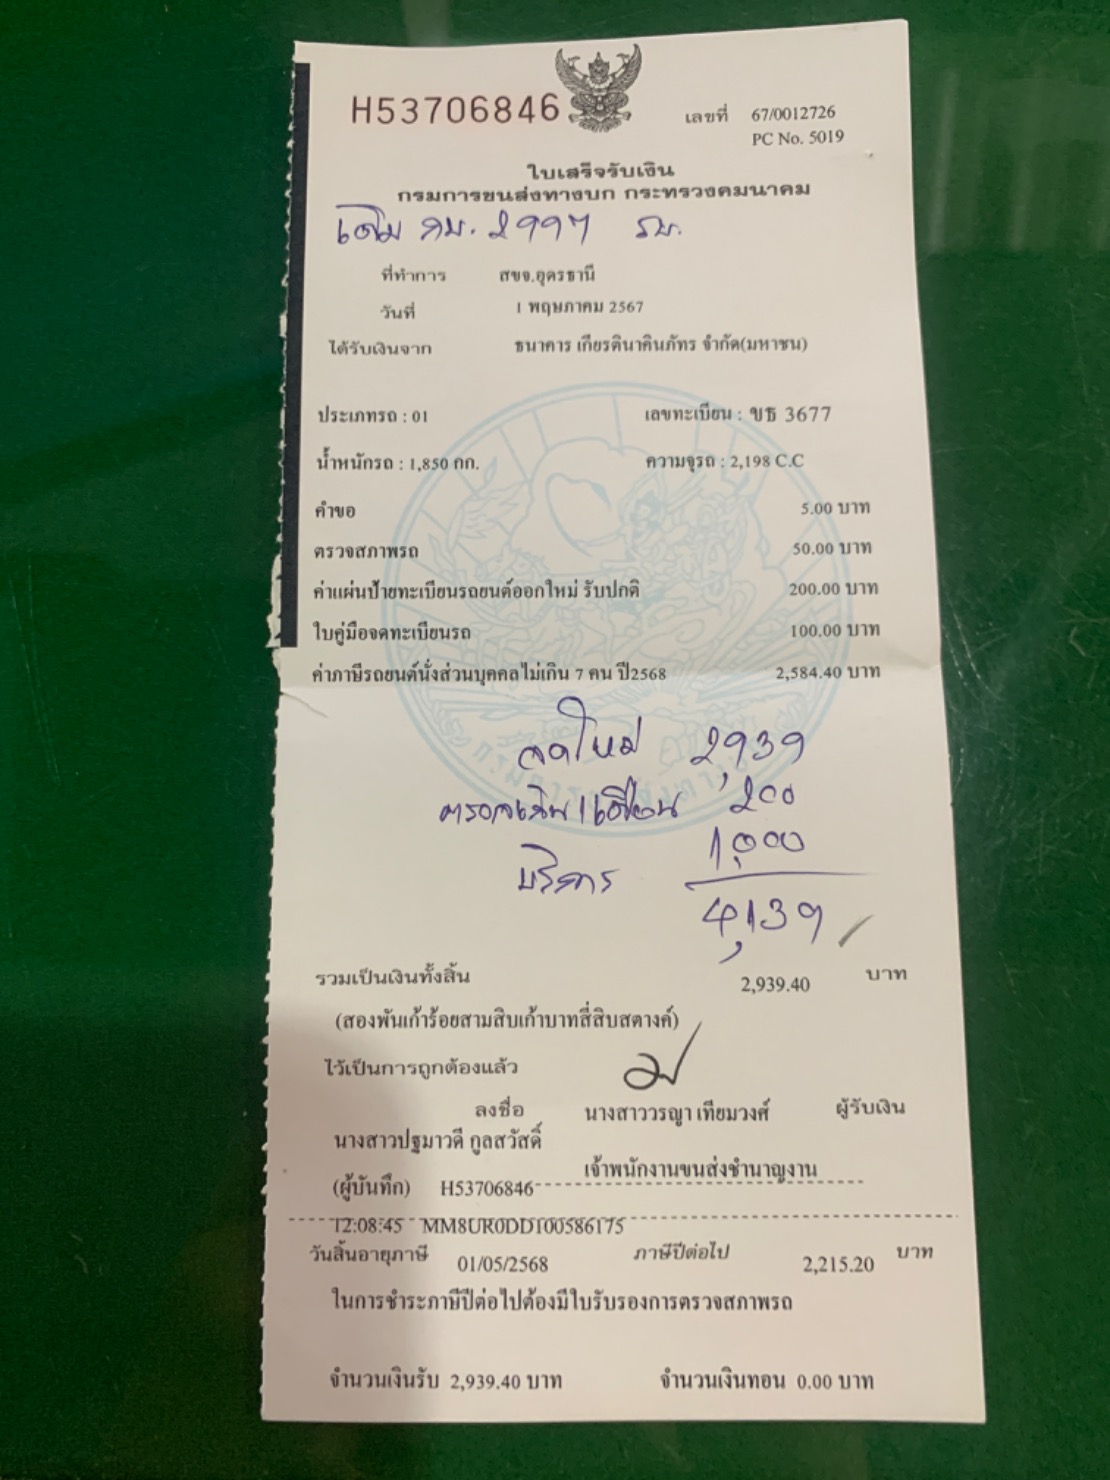 H53706846
เลขที่ 67/0012726
PC No. 5019
ใบเสร็จรับเงิน
กรมการขนส่งทางบก กระทรวงคมนาคม
เดิม กม. 2997 รบ.
ที่ทำการ สขจ.อุดรธานี
วันที่ 1 พฤษภาคม 2567
ได้รับเงินจาก ธนาคาร เกียรตินาคินภัทร จำกัด(มหาชน)
ประเภทรถ : 01 เลขทะเบียน : ขธ 3677
น้ำหนักรถ : 1,850 กก. ความจุรถ : 2,198 C.C
คำขอ 5.00 บาท
ตรวจสภาพรถ 50.00 บาท
ค่าแผ่นป้ายทะเบียนรถยนต์ออกใหม่ รับปกติ 200.00 บาท
ใบคู่มือจดทะเบียนรถ 100.00 บาท
ค่าภาษีรถยนต์นั่งส่วนบุคคลไม่เกิน 7 คน ปี2568 2,584.40 บาท
จดใหม่ 2,939
200
บริการ 1,000
4,139
รวมเป็นเงินทั้งสิ้น 2,939.40 บาท
(สองพันเก้าร้อยสามสิบเก้าบาทสี่สิบสตางค์)
ไว้เป็นการถูกต้องแล้ว
ลงชื่อ นางสาววรญา เทียมวงศ์ ผู้รับเงิน
นางสาวปฐมาวดี กูลสวัสดิ์
เจ้าพนักงานขนส่งชำนาญงาน
(ผู้บันทึก) H53706846
12:08:45 MM8UR0DD100586175
วันสิ้นอายุภาษี 01/05/2568 ภาษีปีต่อไป 2,215.20 บาท
ในการชำระภาษีปีต่อไปต้องมีใบรับรองการตรวจสภาพรถ
จำนวนเงินรับ 2,939.40 บาท จำนวนเงินทอน 0.00 บาท